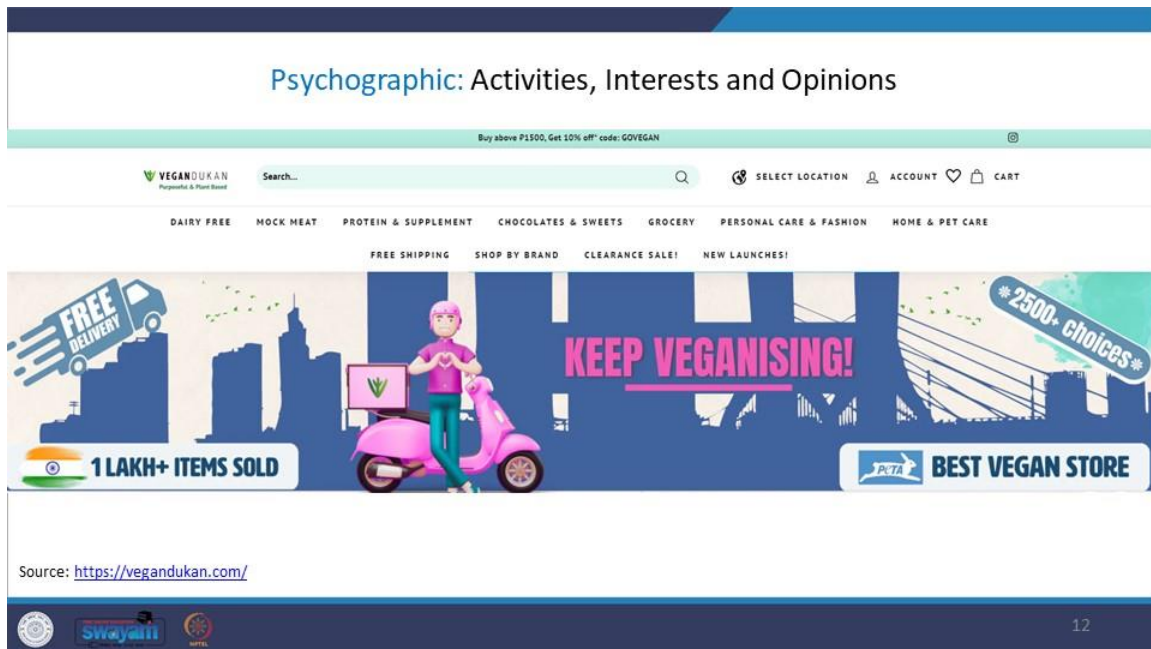 Psychographic: Activities, Interests and Opinions
Buy above ₹1500, Get 10% off* code: GOVEGAN
VEGANDUKAN
Purposeful & Plant Based
Search...
SELECT LOCATION ACCOUNT CART
DAIRY FREE MOCK MEAT PROTEIN & SUPPLEMENT CHOCOLATES & SWEETS GROCERY PERSONAL CARE & FASHION HOME & PET CARE
FREE SHIPPING SHOP BY BRAND CLEARANCE SALE! NEW LAUNCHES!
FREE
DELIVERY
2500+ choices
KEEP VEGANISING!
1 LAKH+ ITEMS SOLD
PETA BEST VEGAN STORE
Source: https://vegandukan.com/
swayam
NPTEL
12